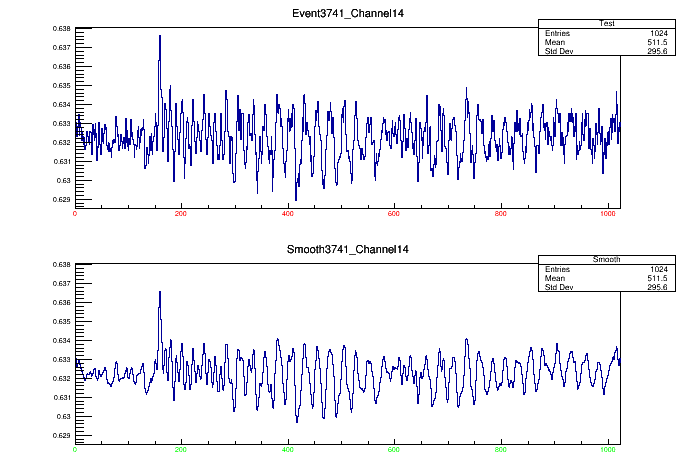 Event3741_Channel14
Test
Entries 1024
Mean 511.5
Std Dev 295.6
0.638
0.637
0.636
0.635
0.634
0.633
0.632
0.631
0.63
0.629
0 200 400 600 800 1000
Smooth3741_Channel14
Smooth
Entries 1024
Mean 511.5
Std Dev 295.6
0.638
0.637
0.636
0.635
0.634
0.633
0.632
0.631
0.63
0.629
0 200 400 600 800 1000